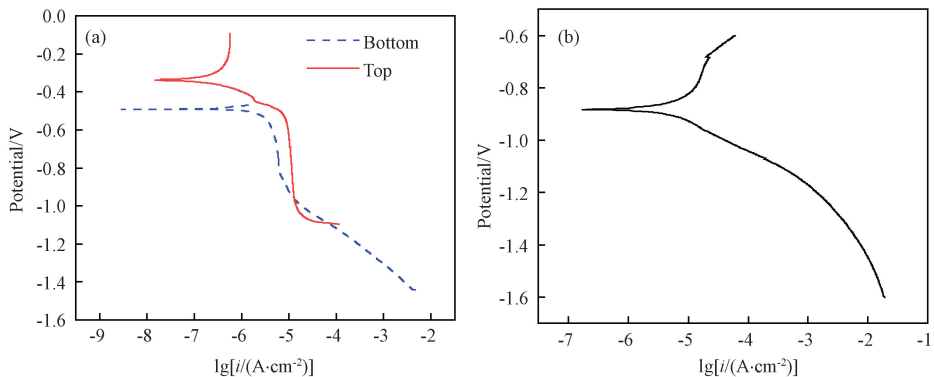 (a)
Bottom
Top
0.0
-0.2
-0.4
-0.6
-0.8
-1.0
-1.2
-1.4
-1.6
Potential/V
-9 -8 -7 -6 -5 -4 -3 -2 -1
lg[i/(A·cm⁻²)]
(b)
-0.6
-0.8
-1.0
-1.2
-1.4
-1.6
Potential/V
-7 -6 -5 -4 -3 -2 -1
lg[i/(A·cm⁻²)]